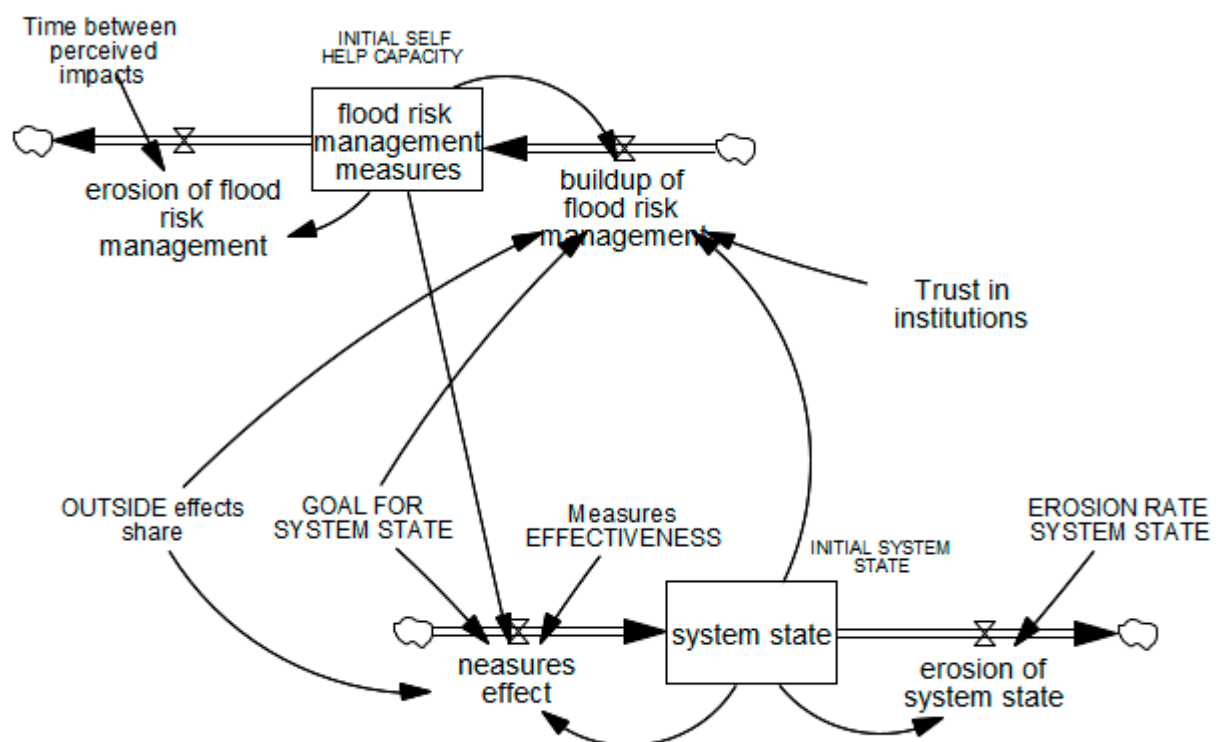 Time between
perceived
impacts
INITIAL SELF
HELP CAPACITY
flood risk
management
measures
erosion of flood
risk
management
buildup of
flood risk
management
Trust in
institutions
OUTSIDE effects
share
GOAL FOR
SYSTEM STATE
Measures
EFFECTIVENESS
INITIAL SYSTEM
STATE
EROSION RATE
SYSTEM STATE
system state
neasures
effect
erosion of
system state